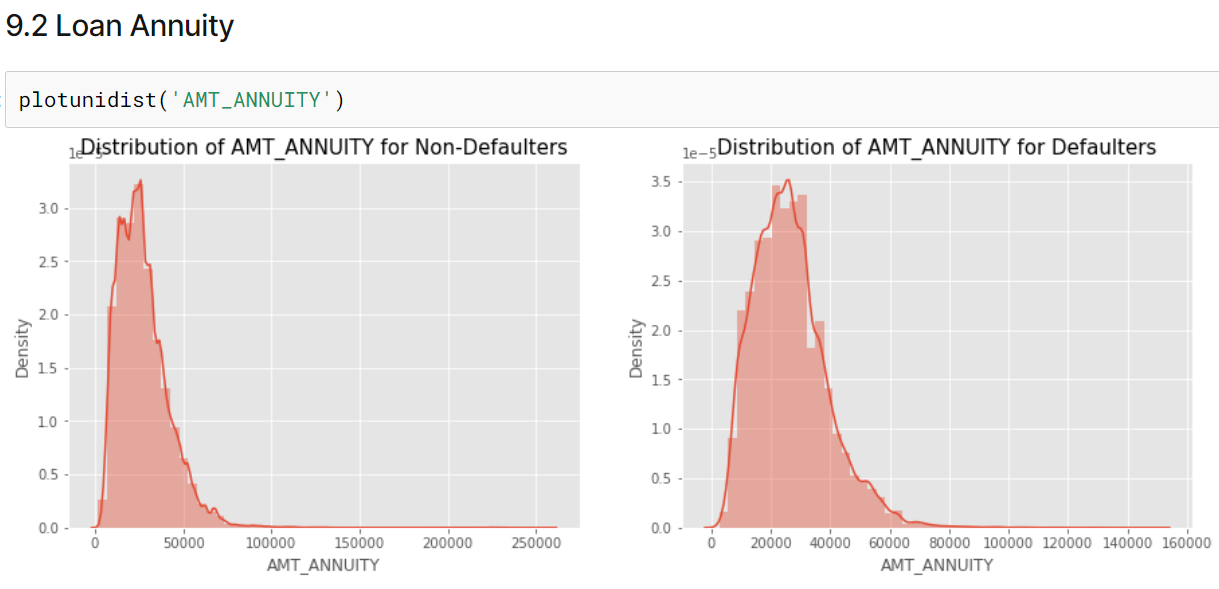 9.2 Loan Annuity
plotunidist('AMT_ANNUITY')
1e-5
Distribution of AMT_ANNUITY for Non-Defaulters
3.0
2.5
2.0
1.5
1.0
0.5
0.0
Density
0 50000 100000 150000 200000 250000
AMT_ANNUITY
1e-5
Distribution of AMT_ANNUITY for Defaulters
3.5
3.0
2.5
2.0
1.5
1.0
0.5
0.0
Density
0 20000 40000 60000 80000 100000 120000 140000 160000
AMT_ANNUITY